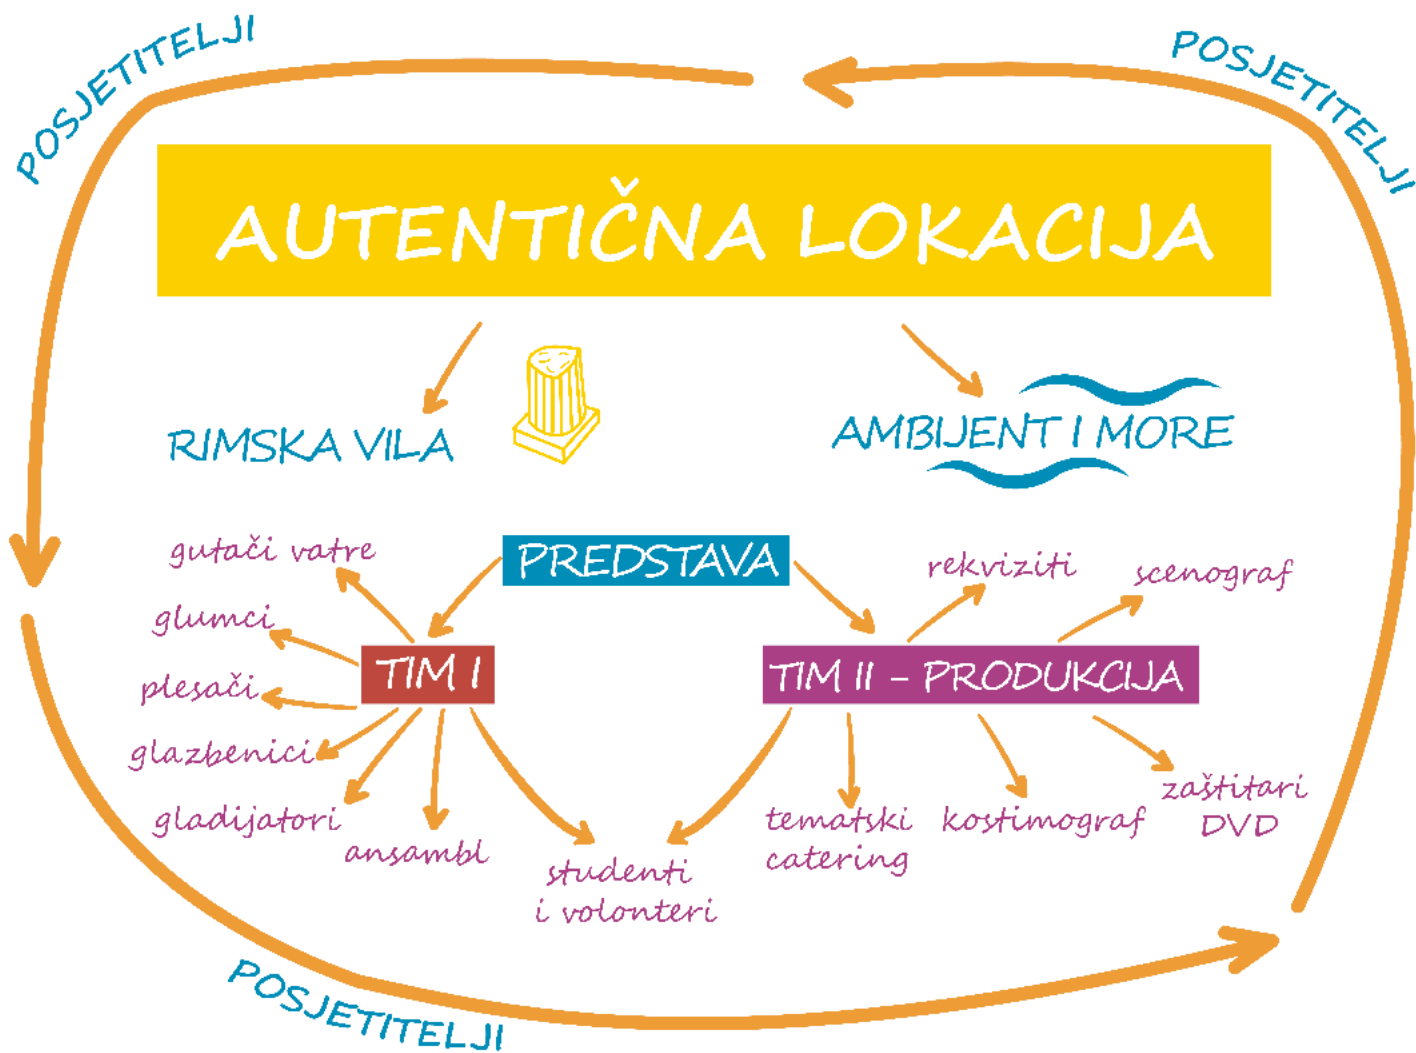 POSJETITELJI
POSJETITELJI
AUTENTIČNA LOKACIJA
RIMSKA VILA
AMBIJENT I MORE
PREDSTAVA
gutači vatre
rekviziti
scenograf
glumci
TIM I
TIM II – PRODUKCIJA
plesači
glazbenici
gladijatori
ansambl
studenti
i volonteri
tematski
catering
kostimograf
zaštitari
DVD
POSJETITELJI